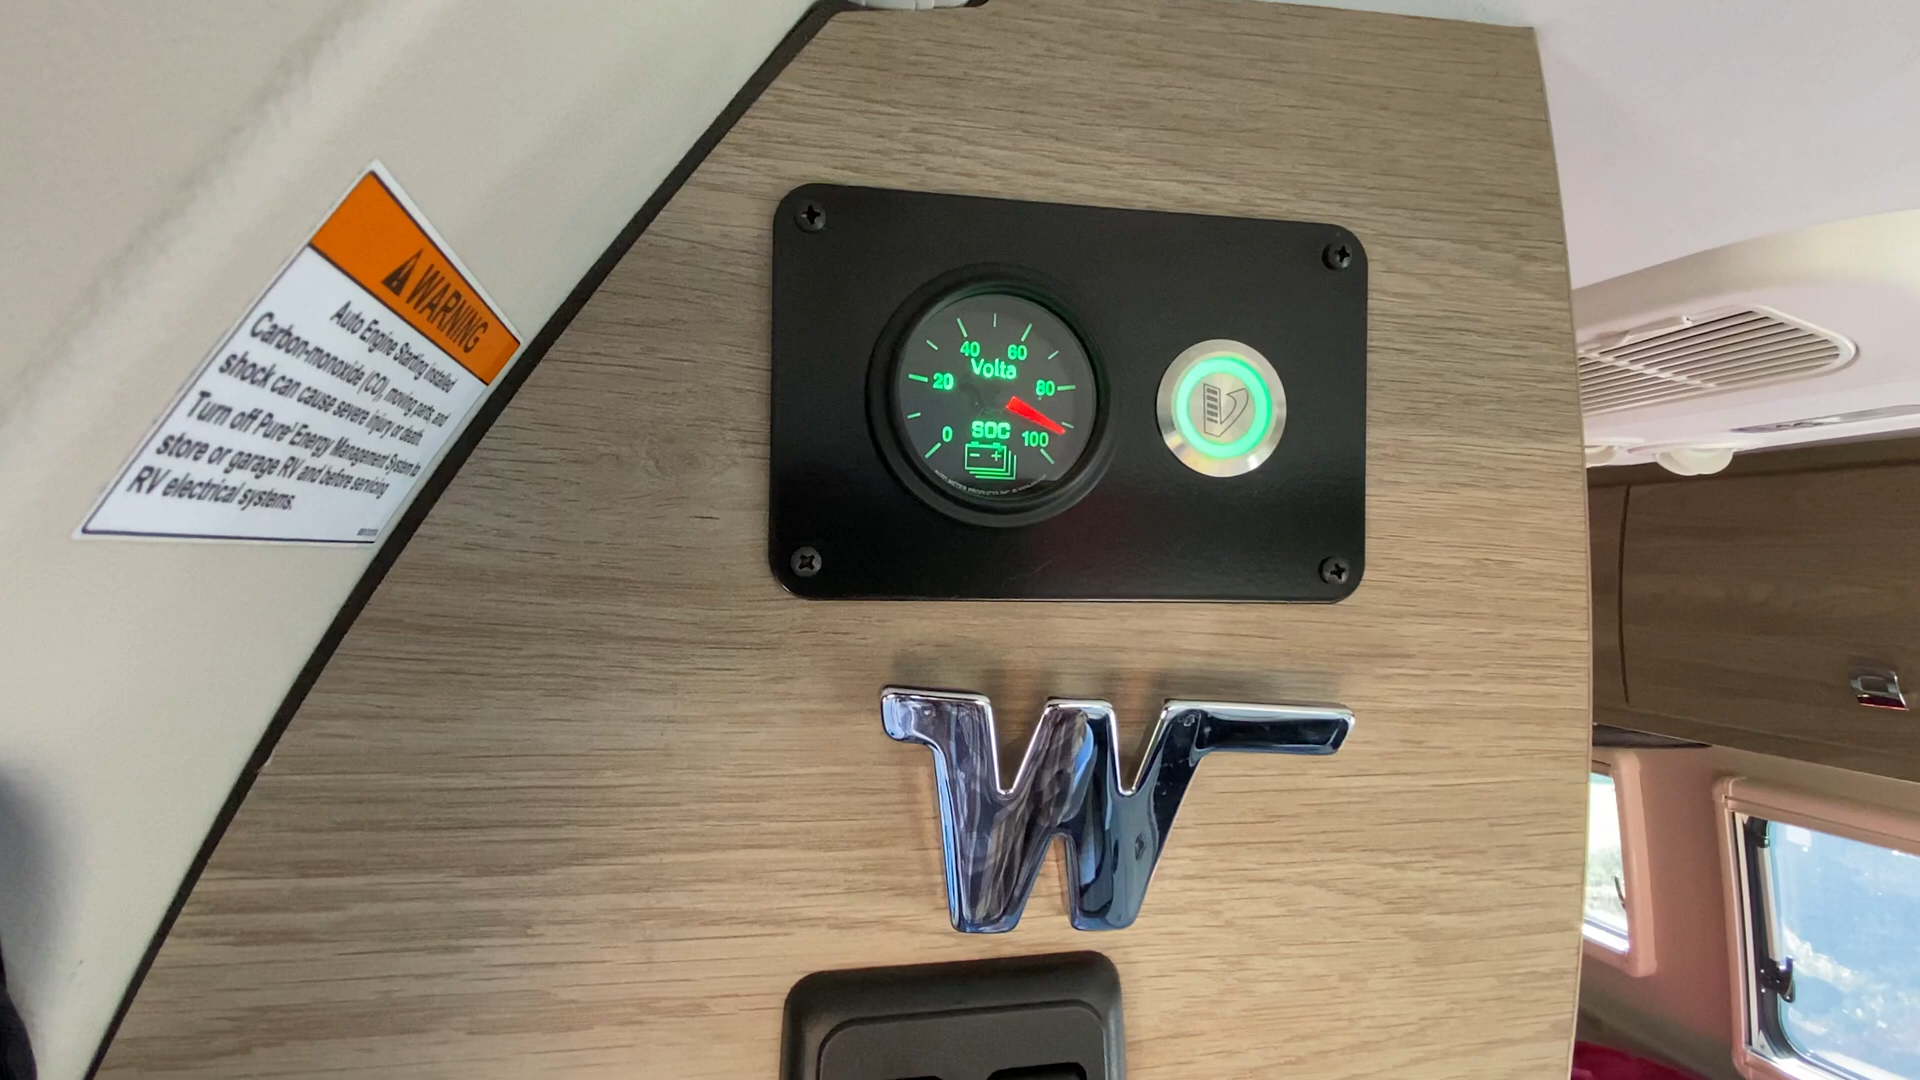 WARNING
Auto Engine Starting Installed
Carbon-monoxide (CO), moving parts, and
shock can cause severe injury or death.
Turn off Pure³ Energy Management System to
store or garage RV and before servicing
RV electrical systems.
40 60
Volta
20 80
SOC
0 100
- +
W